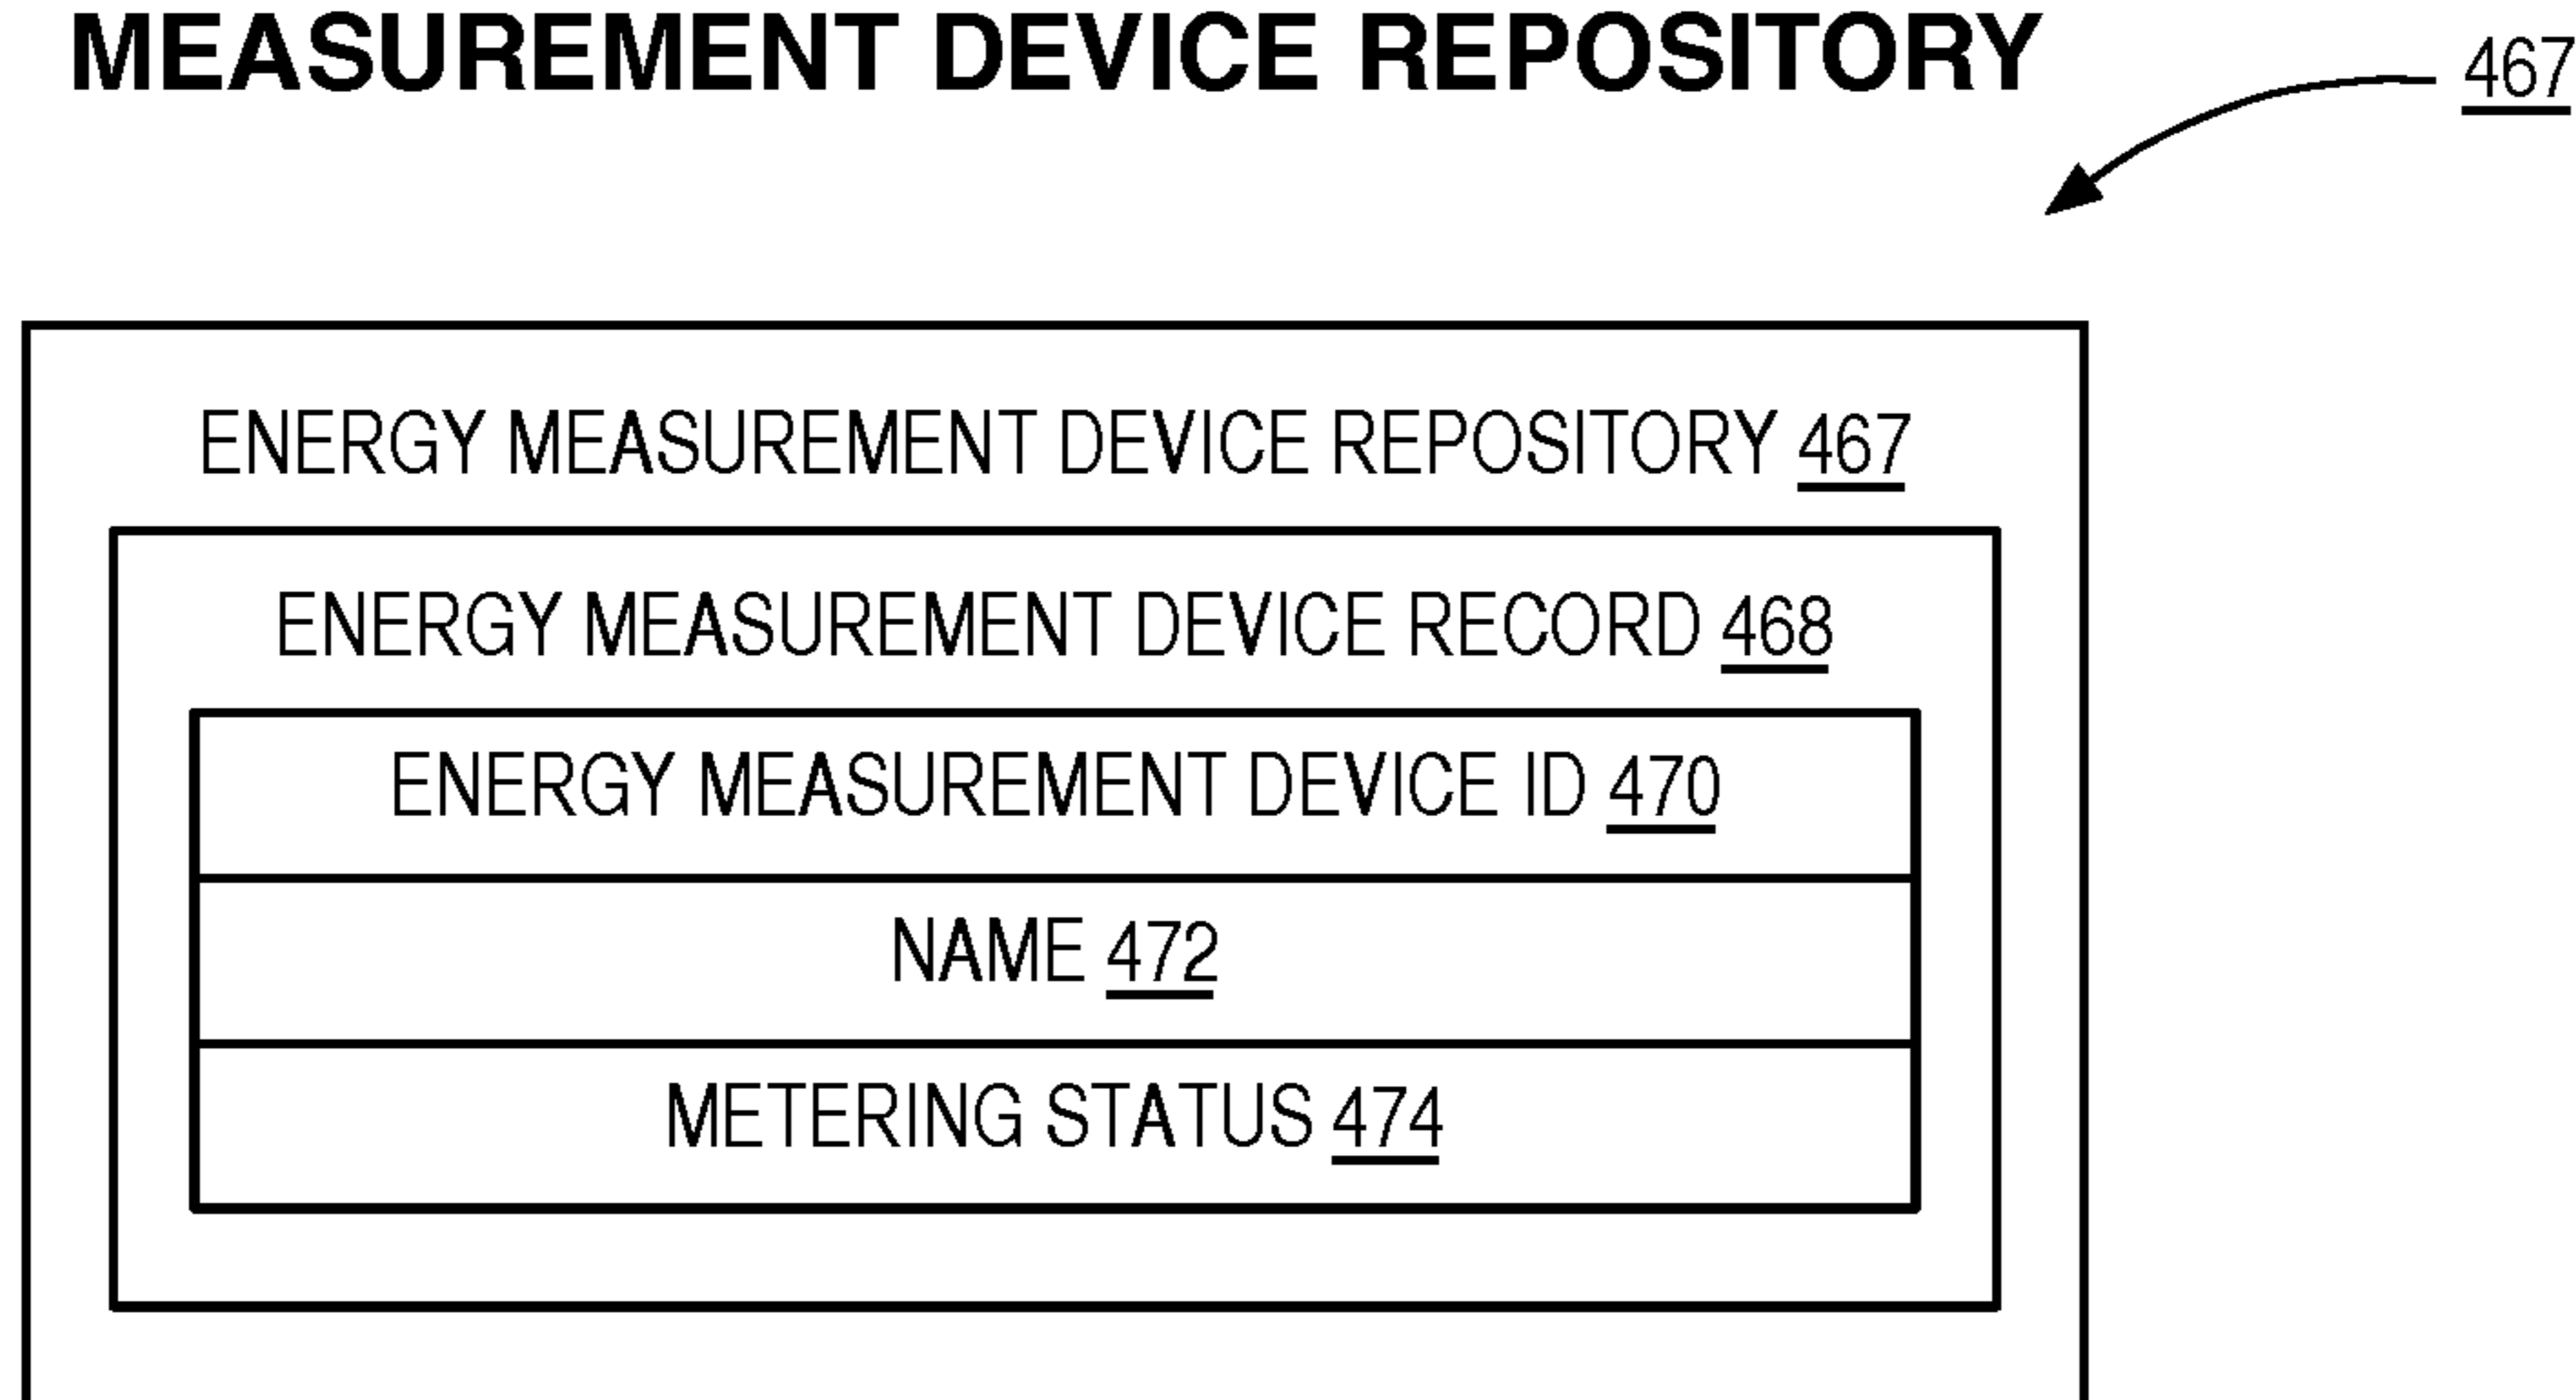 MEASUREMENT DEVICE REPOSITORY
467
ENERGY MEASUREMENT DEVICE REPOSITORY 467
ENERGY MEASUREMENT DEVICE RECORD 468
ENERGY MEASUREMENT DEVICE ID 470
NAME 472
METERING STATUS 474